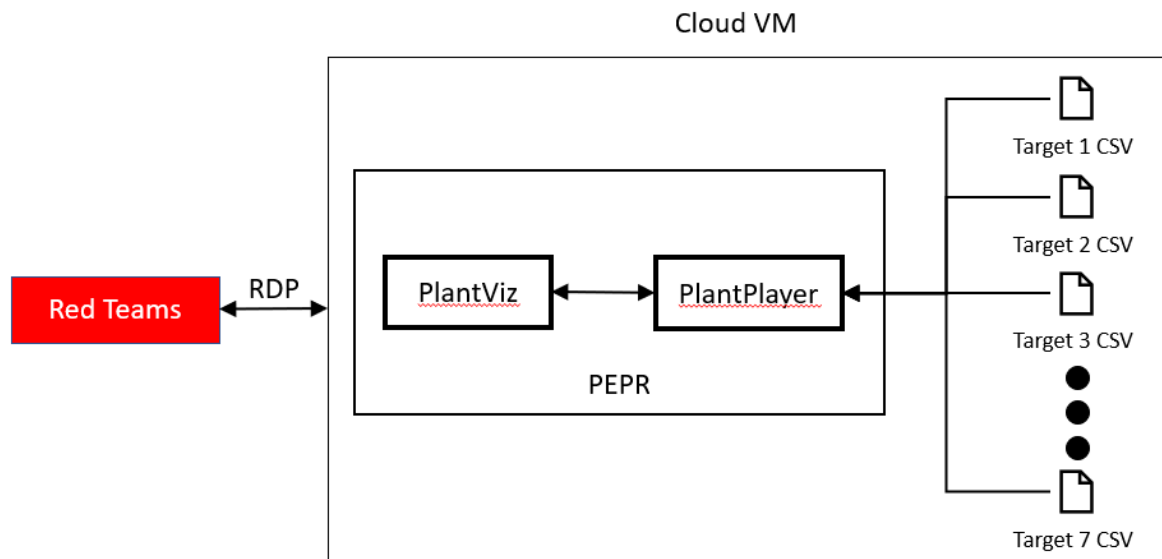 Cloud VM
Target 1 CSV
Target 2 CSV
Red Teams
RDP
PlantViz
PlantPlayer
Target 3 CSV
PEPR
Target 7 CSV